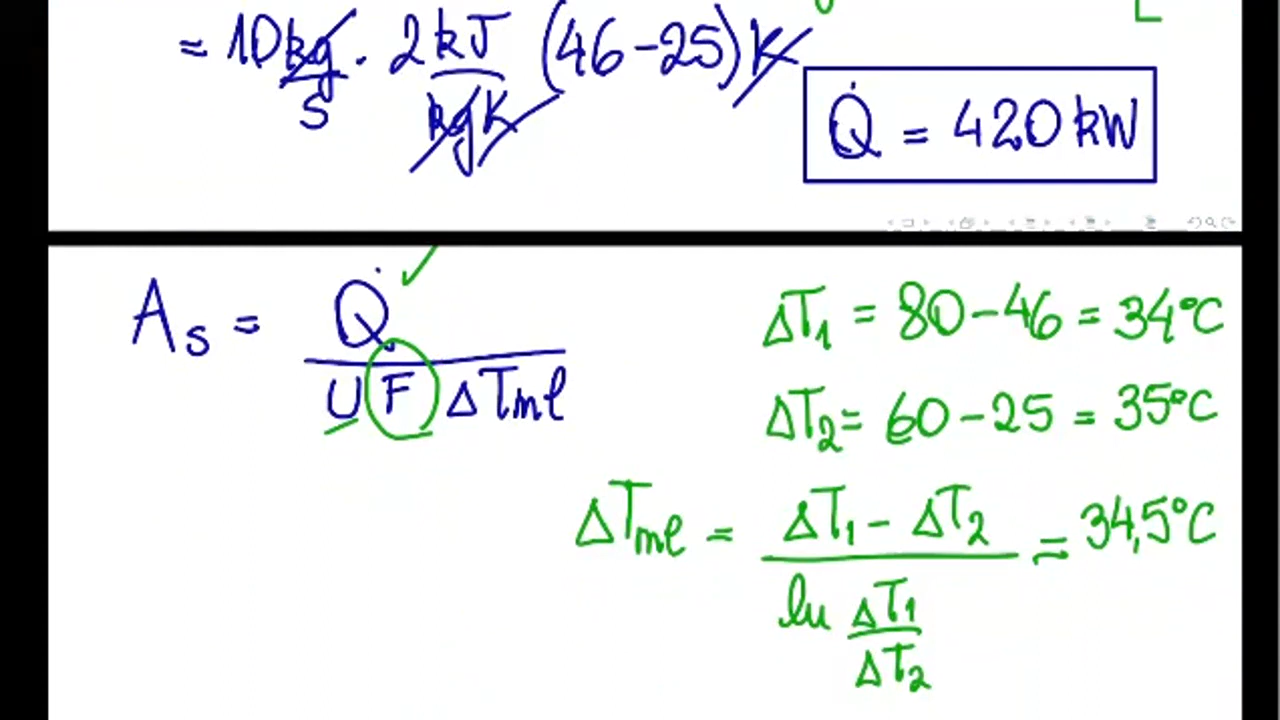 = 10 kg/s · 2 kJ/kgK (46-25) K
Q̇ = 420 kW
As = Q̇ / U F ΔTml
ΔT1 = 80-46 = 34°C
ΔT2 = 60-25 = 35°C
ΔTml = ΔT1 - ΔT2 / ln ΔT1/ΔT2 = 34,5°C